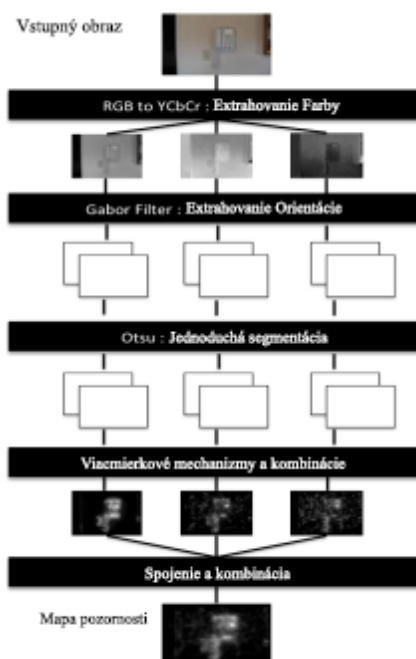 Vstupný obraz
RGB to YCbCr : Extrahovanie Farby
Gabor Filter : Extrahovanie Orientácie
Otsu : Jednoduchá segmentácia
Viacmierkové mechanizmy a kombinácie
Spojenie a kombinácia
Mapa pozornosti